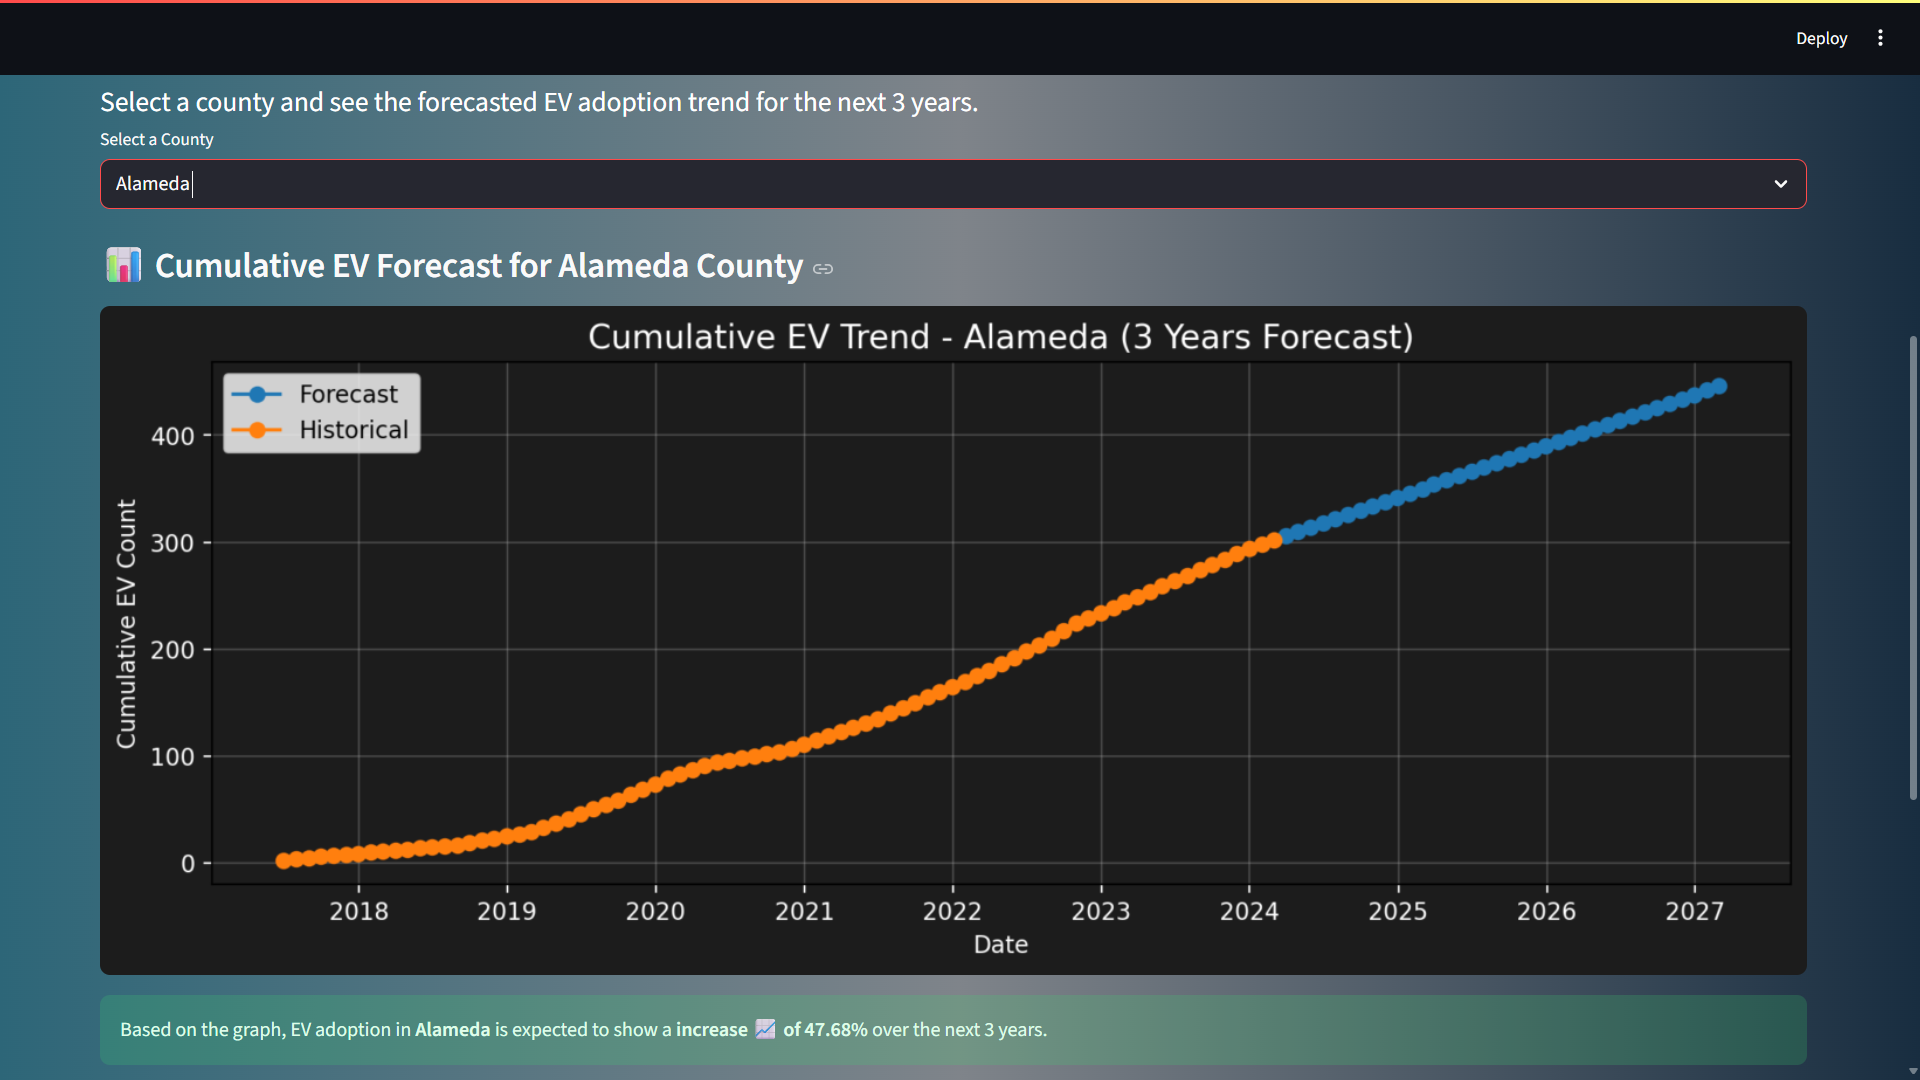 Deploy
Select a county and see the forecasted EV adoption trend for the next 3 years.
Select a County
Alameda
Cumulative EV Forecast for Alameda County
Cumulative EV Trend - Alameda (3 Years Forecast)
Forecast
Historical
Cumulative EV Count
400
300
200
100
0
2018 2019 2020 2021 2022 2023 2024 2025 2026 2027
Date
Based on the graph, EV adoption in Alameda is expected to show a increase 📈 of 47.68% over the next 3 years.